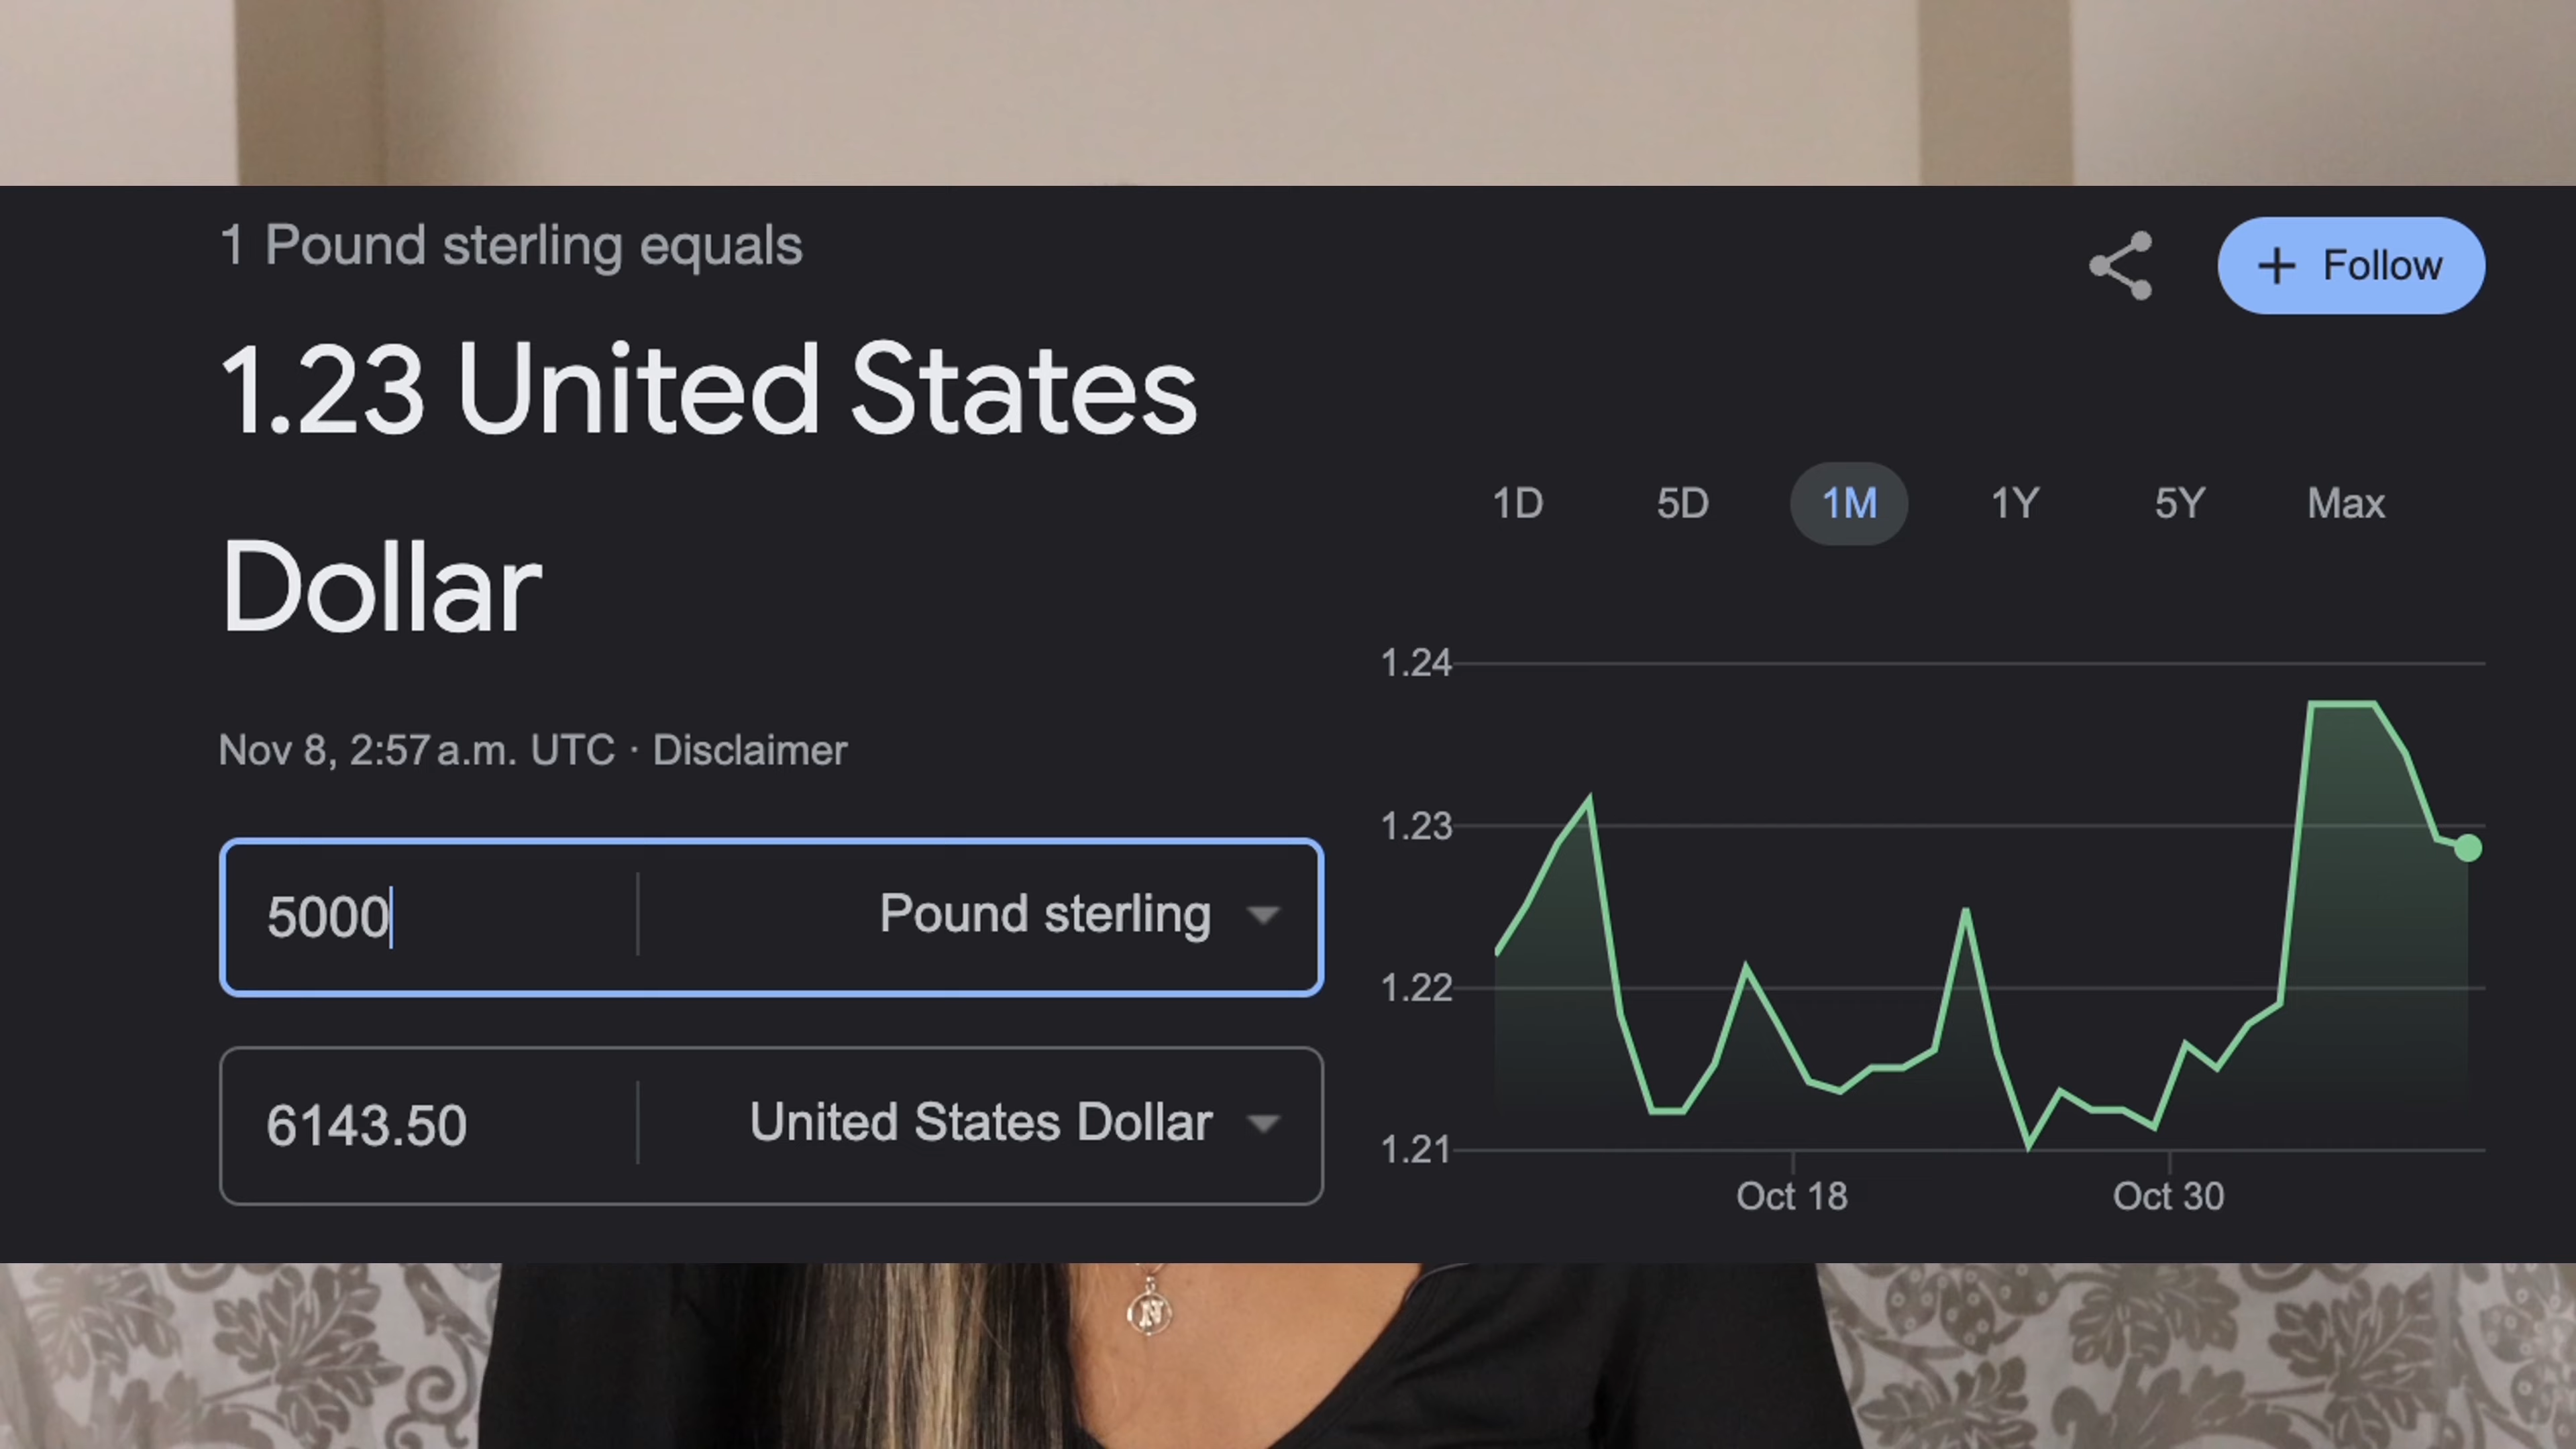 1 Pound sterling equals
+ Follow
1.23 United States
Dollar
Nov 8, 2:57 a.m. UTC · Disclaimer
5000 Pound sterling
6143.50 United States Dollar
1D 5D 1M 1Y 5Y Max
1.24
1.23
1.22
1.21
Oct 18 Oct 30
N